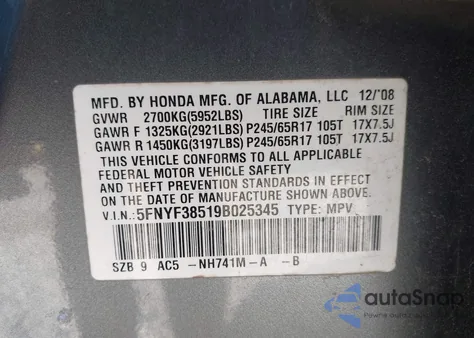 MFD. BY HONDA MFG. OF ALABAMA, LLC 12/'08
GVWR 2700KG(5952LBS) TIRE SIZE RIM SIZE
GAWR F 1325KG(2921LBS) P245/65R17 105T 17X7.5J
GAWR R 1450KG(3197LBS) P245/65R17 105T 17X7.5J
THIS VEHICLE CONFORMS TO ALL APPLICABLE
FEDERAL MOTOR VEHICLE SAFETY
AND THEFT PREVENTION STANDARDS IN EFFECT
ON THE DATE OF MANUFACTURE SHOWN ABOVE.
V.I.N: 5FNYF38519B025345 TYPE: MPV
SZB 9 AC5 -NH741M-A -B
autoSnap